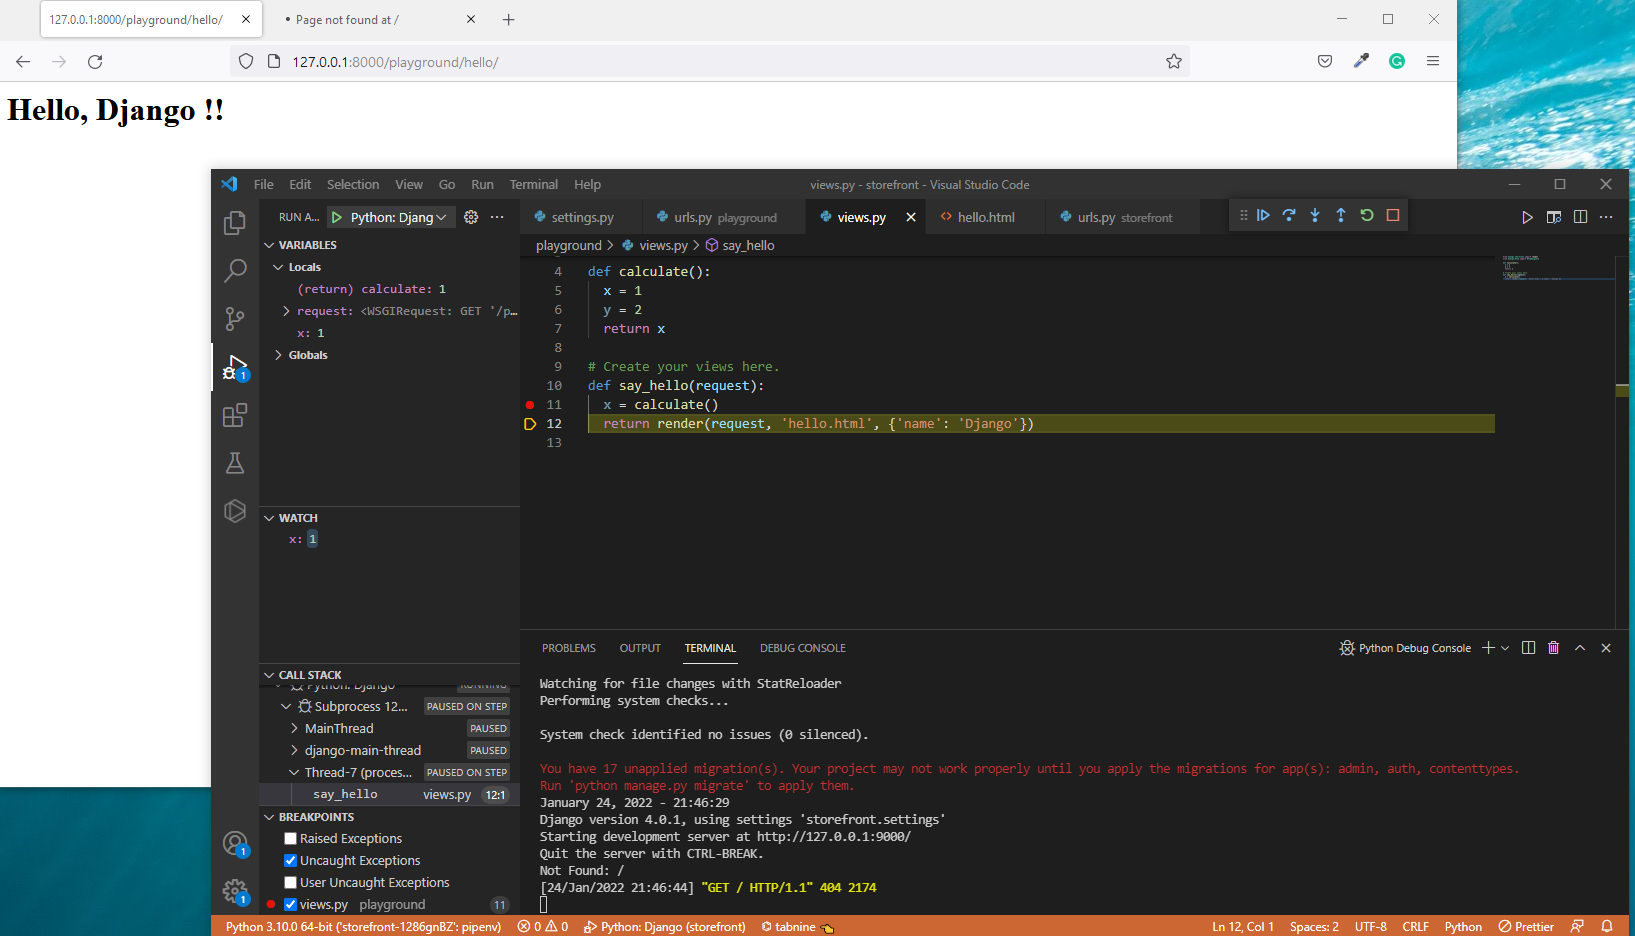 127.0.0.1:8000/playground/hello/
• Page not found at /
127.0.0.1:8000/playground/hello/
Hello, Django !!
File Edit Selection View Go Run Terminal Help
views.py - storefront - Visual Studio Code
RUN A... Python: Djang
settings.py urls.py playground views.py hello.html urls.py storefront
playground > views.py > say_hello
VARIABLES
Locals
(return) calculate: 1
request: <WSGIRequest: GET '/p...
x: 1
Globals
4 def calculate():
5 x = 1
6 y = 2
7 return x
8
9 # Create your views here.
10 def say_hello(request):
11 x = calculate()
12 return render(request, 'hello.html', {'name': 'Django'})
13
WATCH
x: 1
CALL STACK
Python: Django RUNNING
Subprocess 12... PAUSED ON STEP
MainThread PAUSED
django-main-thread PAUSED
Thread-7 (proces... PAUSED ON STEP
say_hello views.py 12:1
BREAKPOINTS
Raised Exceptions
Uncaught Exceptions
User Uncaught Exceptions
views.py playground 11
1
1
1
PROBLEMS OUTPUT TERMINAL DEBUG CONSOLE
Python Debug Console
Watching for file changes with StatReloader
Performing system checks...
System check identified no issues (0 silenced).
You have 17 unapplied migration(s). Your project may not work properly until you apply the migrations for app(s): admin, auth, contenttypes.
Run 'python manage.py migrate' to apply them.
January 24, 2022 - 21:46:29
Django version 4.0.1, using settings 'storefront.settings'
Starting development server at http://127.0.0.1:9000/
Quit the server with CTRL-BREAK.
Not Found: /
[24/Jan/2022 21:46:44] "GET / HTTP/1.1" 404 2174
Python 3.10.0 64-bit ('storefront-1286gnBZ': pipenv) 0 0 Python: Django (storefront) tabnine
Ln 12, Col 1 Spaces: 2 UTF-8 CRLF Python Prettier